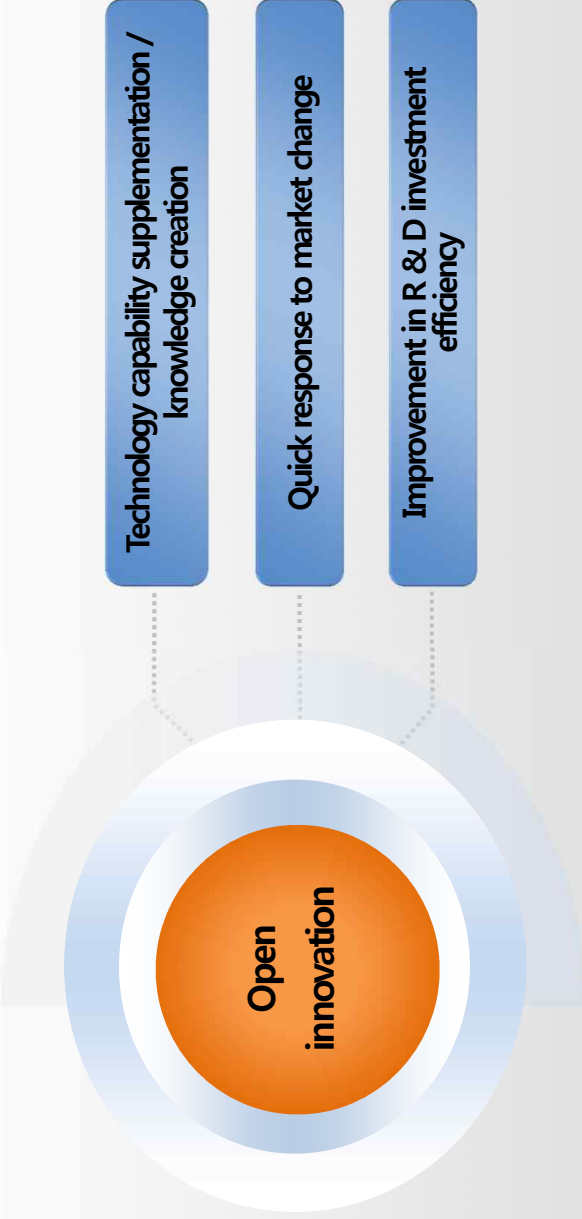 Open
innovation
Technology capability supplementation /
knowledge creation
Quick response to market change
Improvement in R & D investment
efficiency